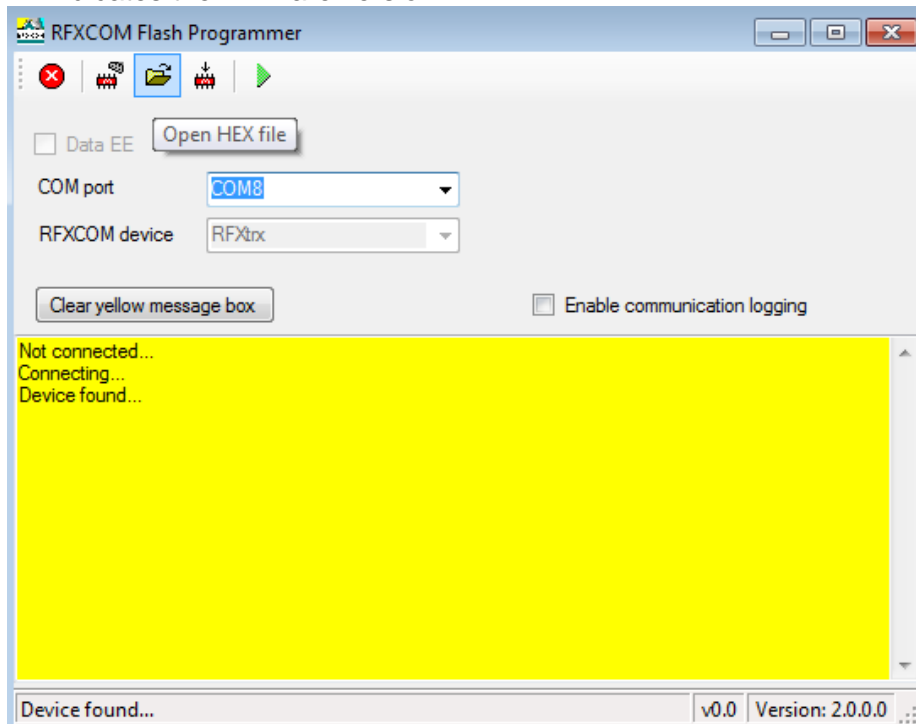 RFXCOM Flash Programmer
Open HEX file
Data EE
COM port COM8
RFXCOM device RFXtrx
Clear yellow message box Enable communication logging
Not connected...
Connecting...
Device found...
Device found... v0.0 Version: 2.0.0.0